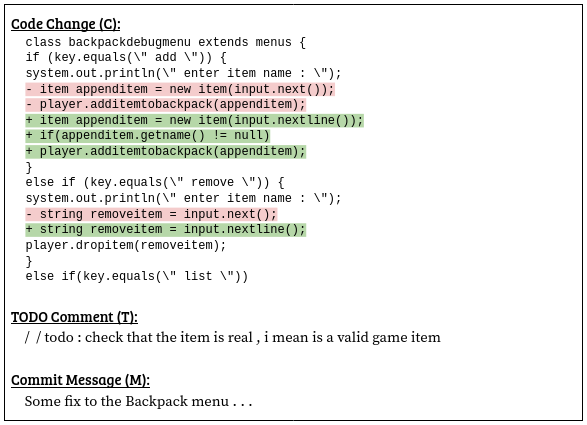 Code Change (C):
class backpackdebugmenu extends menus {
if (key.equals(\" add \")) {
system.out.println(\" enter item name : \");
- item appenditem = new item(input.next());
- player.additemtobackpack(appenditem);
+ item appenditem = new item(input.nextline());
+ if(appenditem.getname() != null)
+ player.additemtobackpack(appenditem);
}
else if (key.equals(\" remove \")) {
system.out.println(\" enter item name : \");
- string removeitem = input.next();
+ string removeitem = input.nextline();
player.dropitem(removeitem);
}
else if(key.equals(\" list \"))
TODO Comment (T):
/ / todo : check that the item is real , i mean is a valid game item
Commit Message (M):
Some fix to the Backpack menu . . .